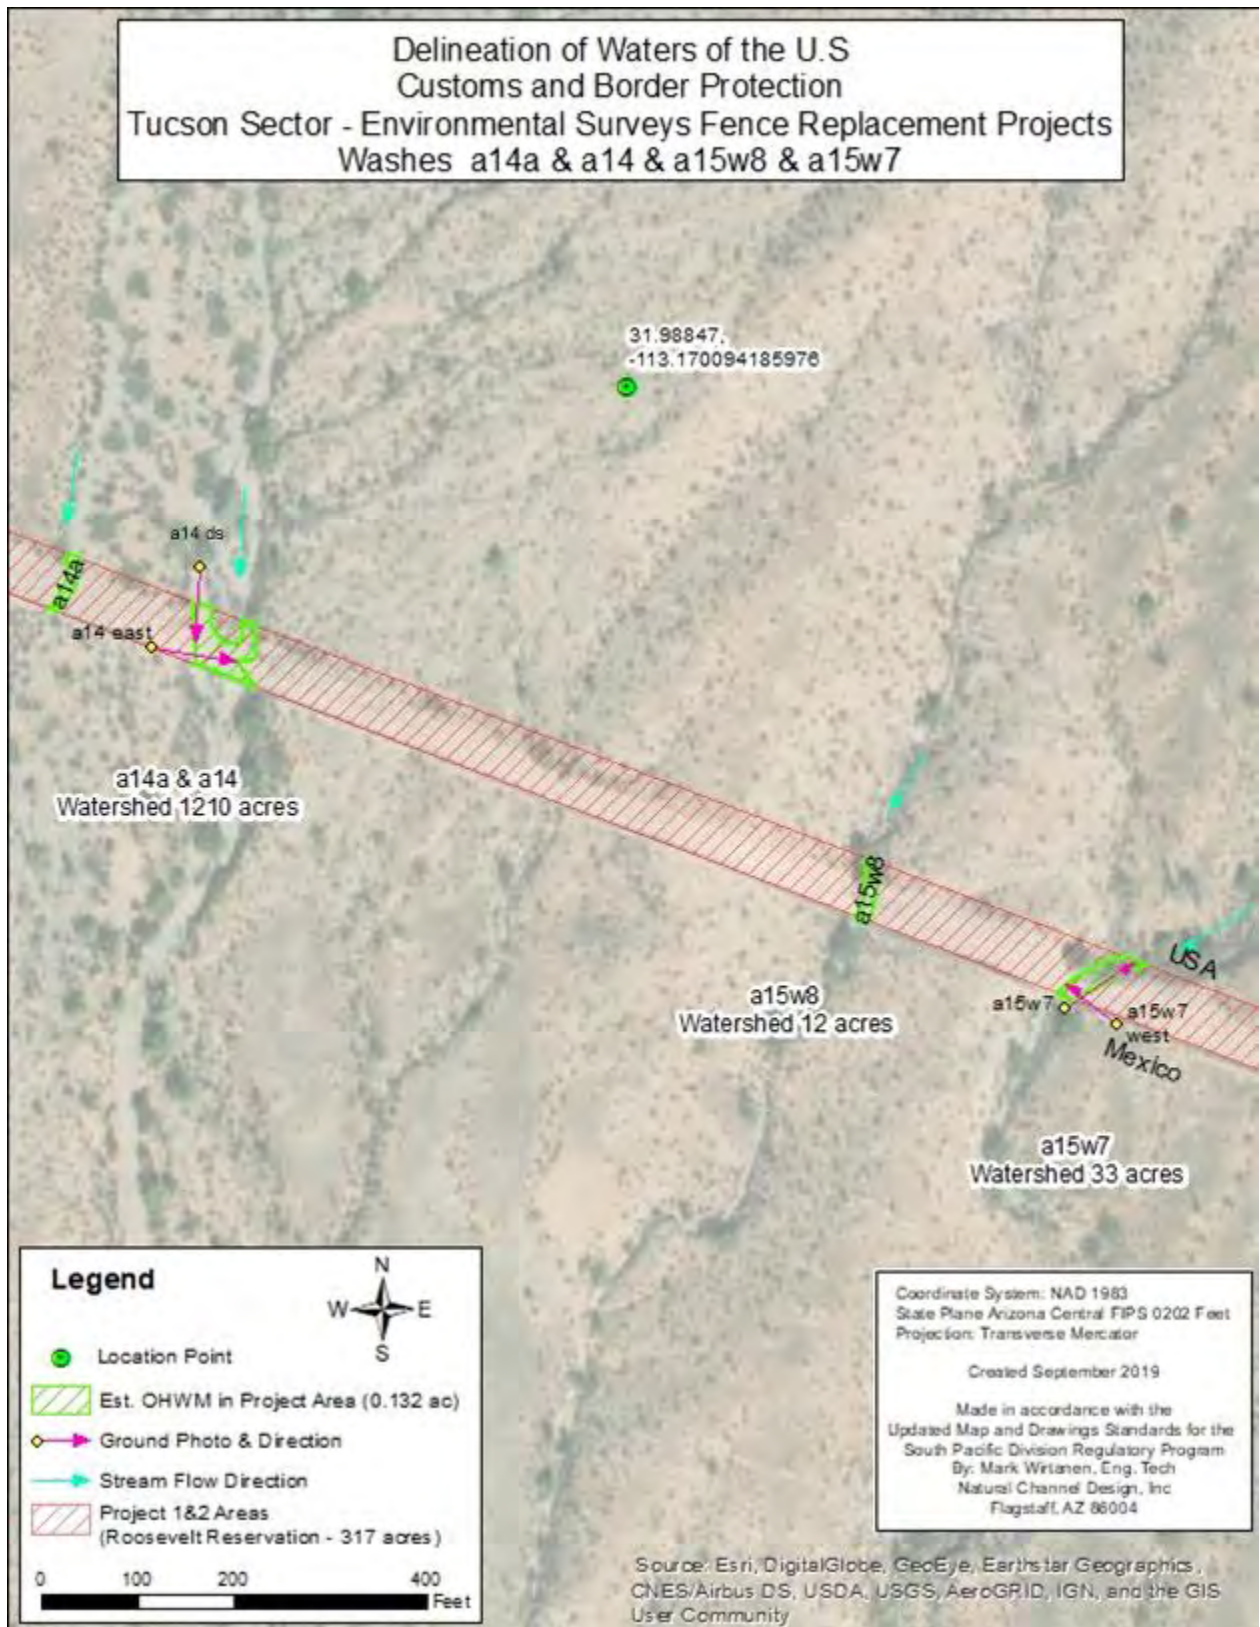 Delineation of Waters of the U.S
Customs and Border Protection
Tucson Sector - Environmental Surveys Fence Replacement Projects
Washes a14a & a14 & a15w8 & a15w7
31.98847,
-113.170094185976
a14 ds
a14a
a14 east
a14a & a14
Watershed 1210 acres
a15w8
a15w8
Watershed 12 acres
USA
a15w7
a15w7
west
Mexico
a15w7
Watershed 33 acres
Legend
N
W
E
S
Location Point
Est. OHWM in Project Area (0.132 ac)
Ground Photo & Direction
Stream Flow Direction
Project 1&2 Areas
(Roosevelt Reservation - 317 acres)
0 100 200 400
Feet
Coordinate System: NAD 1983
State Plane Arizona Central FIPS 0202 Feet
Projection: Transverse Mercator
Created September 2019
Made in accordance with the
Updated Map and Drawings Standards for the
South Pacific Division Regulatory Program
By: Mark Wirtanen, Eng. Tech
Natural Channel Design, Inc
Flagstaff, AZ 86004
Source: Esri, DigitalGlobe, GeoEye, Earthstar Geographics,
CNES/Airbus DS, USDA, USGS, AeroGRID, IGN, and the GIS
User Community